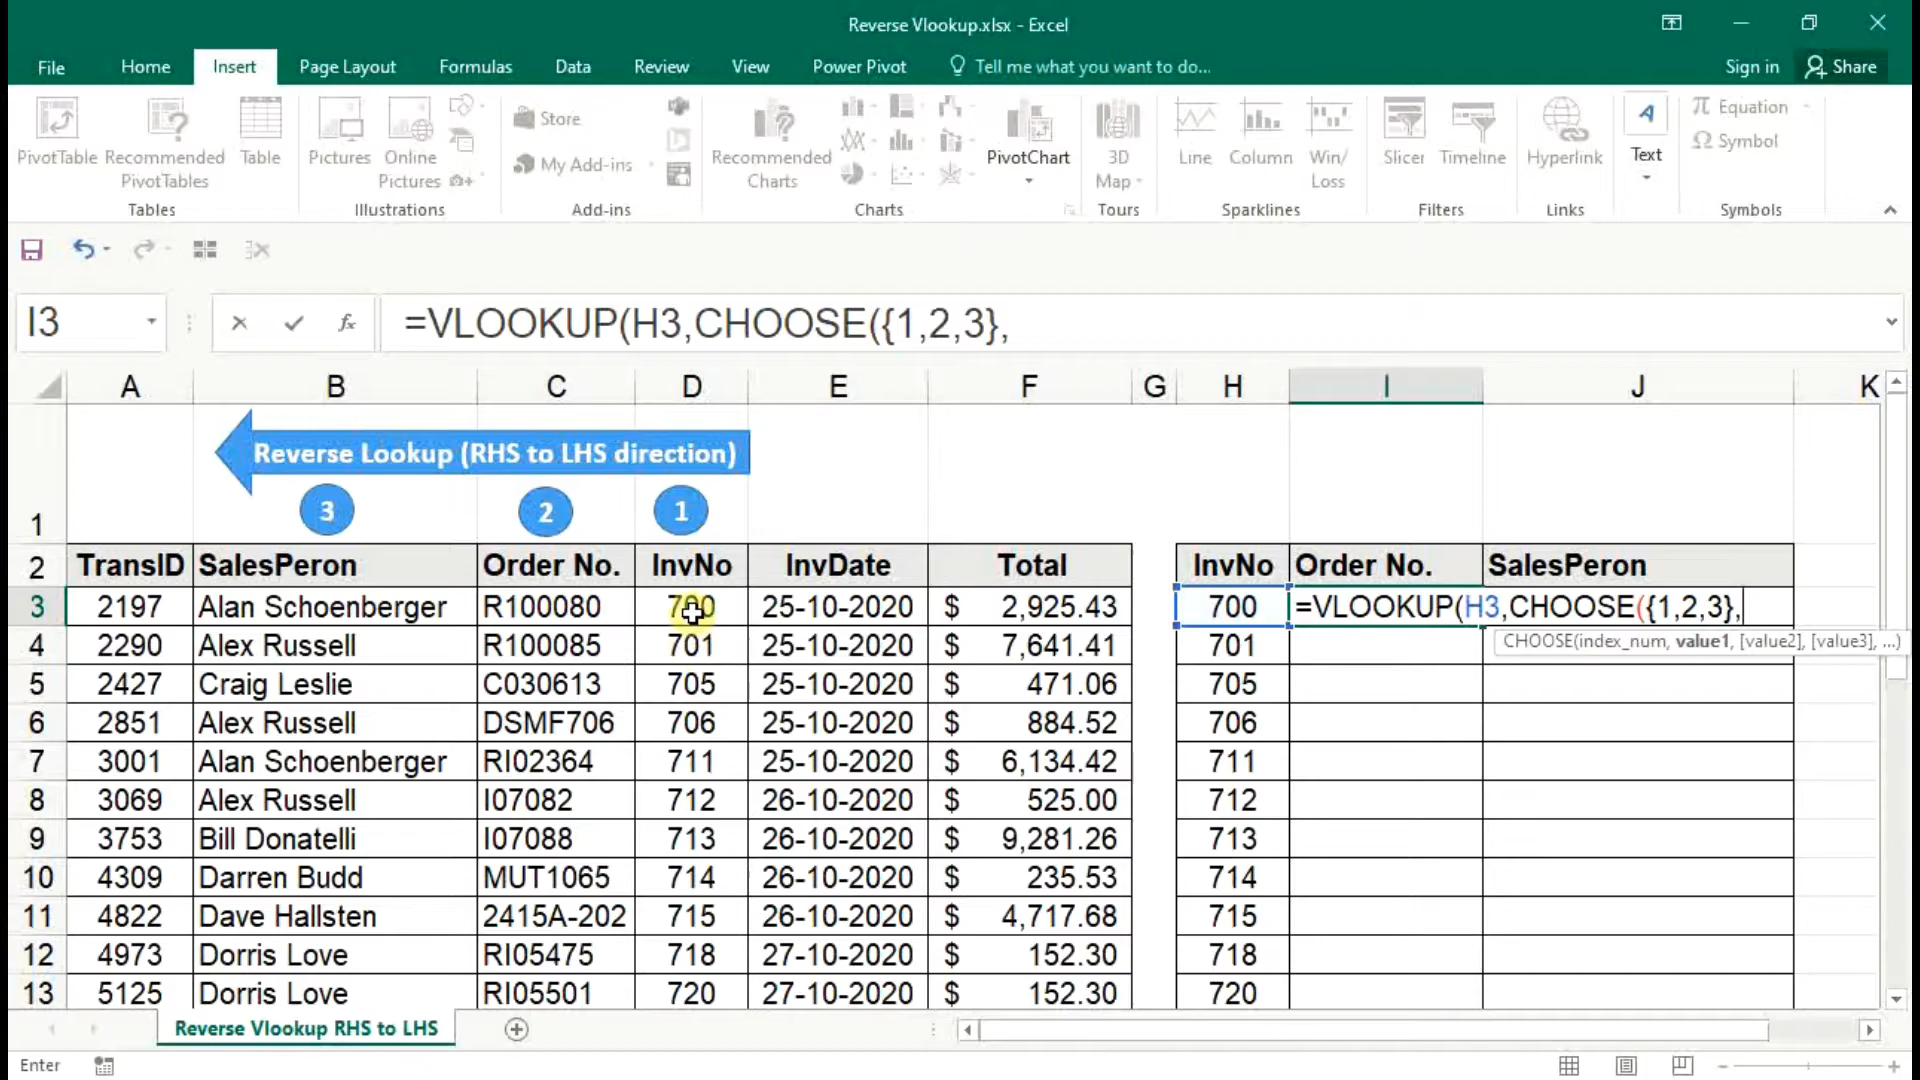 Reverse Vlookup.xlsx - Excel
File Home Insert Page Layout Formulas Data Review View Power Pivot Tell me what you want to do... Sign in Share
PivotTable Recommended PivotTables Table
Tables
Pictures Online Pictures
Illustrations
Store
My Add-ins
Add-ins
Recommended Charts
PivotChart
Charts
3D Map
Tours
Line Column Win/Loss
Sparklines
Slicer Timeline
Filters
Hyperlink
Links
Text
Equation
Symbol
Symbols
I3 fx =VLOOKUP(H3,CHOOSE({1,2,3},
A B C D E F G H I J K
Reverse Lookup (RHS to LHS direction)
3 2 1
1
2 TransID SalesPeron Order No. InvNo InvDate Total InvNo Order No. SalesPeron
3 2197 Alan Schoenberger R100080 700 25-10-2020 $ 2,925.43 700 =VLOOKUP(H3,CHOOSE({1,2,3},
CHOOSE(index_num, value1, [value2], [value3], ...)
4 2290 Alex Russell R100085 701 25-10-2020 $ 7,641.41 701
5 2427 Craig Leslie C030613 705 25-10-2020 $ 471.06 705
6 2851 Alex Russell DSMF706 706 25-10-2020 $ 884.52 706
7 3001 Alan Schoenberger RI02364 711 25-10-2020 $ 6,134.42 711
8 3069 Alex Russell I07082 712 26-10-2020 $ 525.00 712
9 3753 Bill Donatelli I07088 713 26-10-2020 $ 9,281.26 713
10 4309 Darren Budd MUT1065 714 26-10-2020 $ 235.53 714
11 4822 Dave Hallsten 2415A-202 715 26-10-2020 $ 4,717.68 715
12 4973 Dorris Love RI05475 718 27-10-2020 $ 152.30 718
13 5125 Dorris Love RI05501 720 27-10-2020 $ 152.30 720
Reverse Vlookup RHS to LHS
Enter